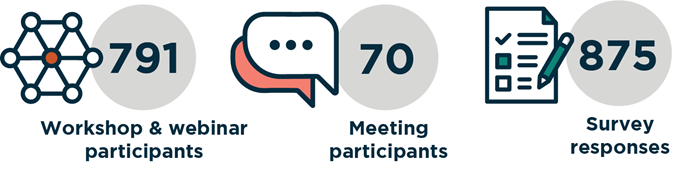 791
Workshop & webinar
participants
70
Meeting
participants
875
Survey
responses